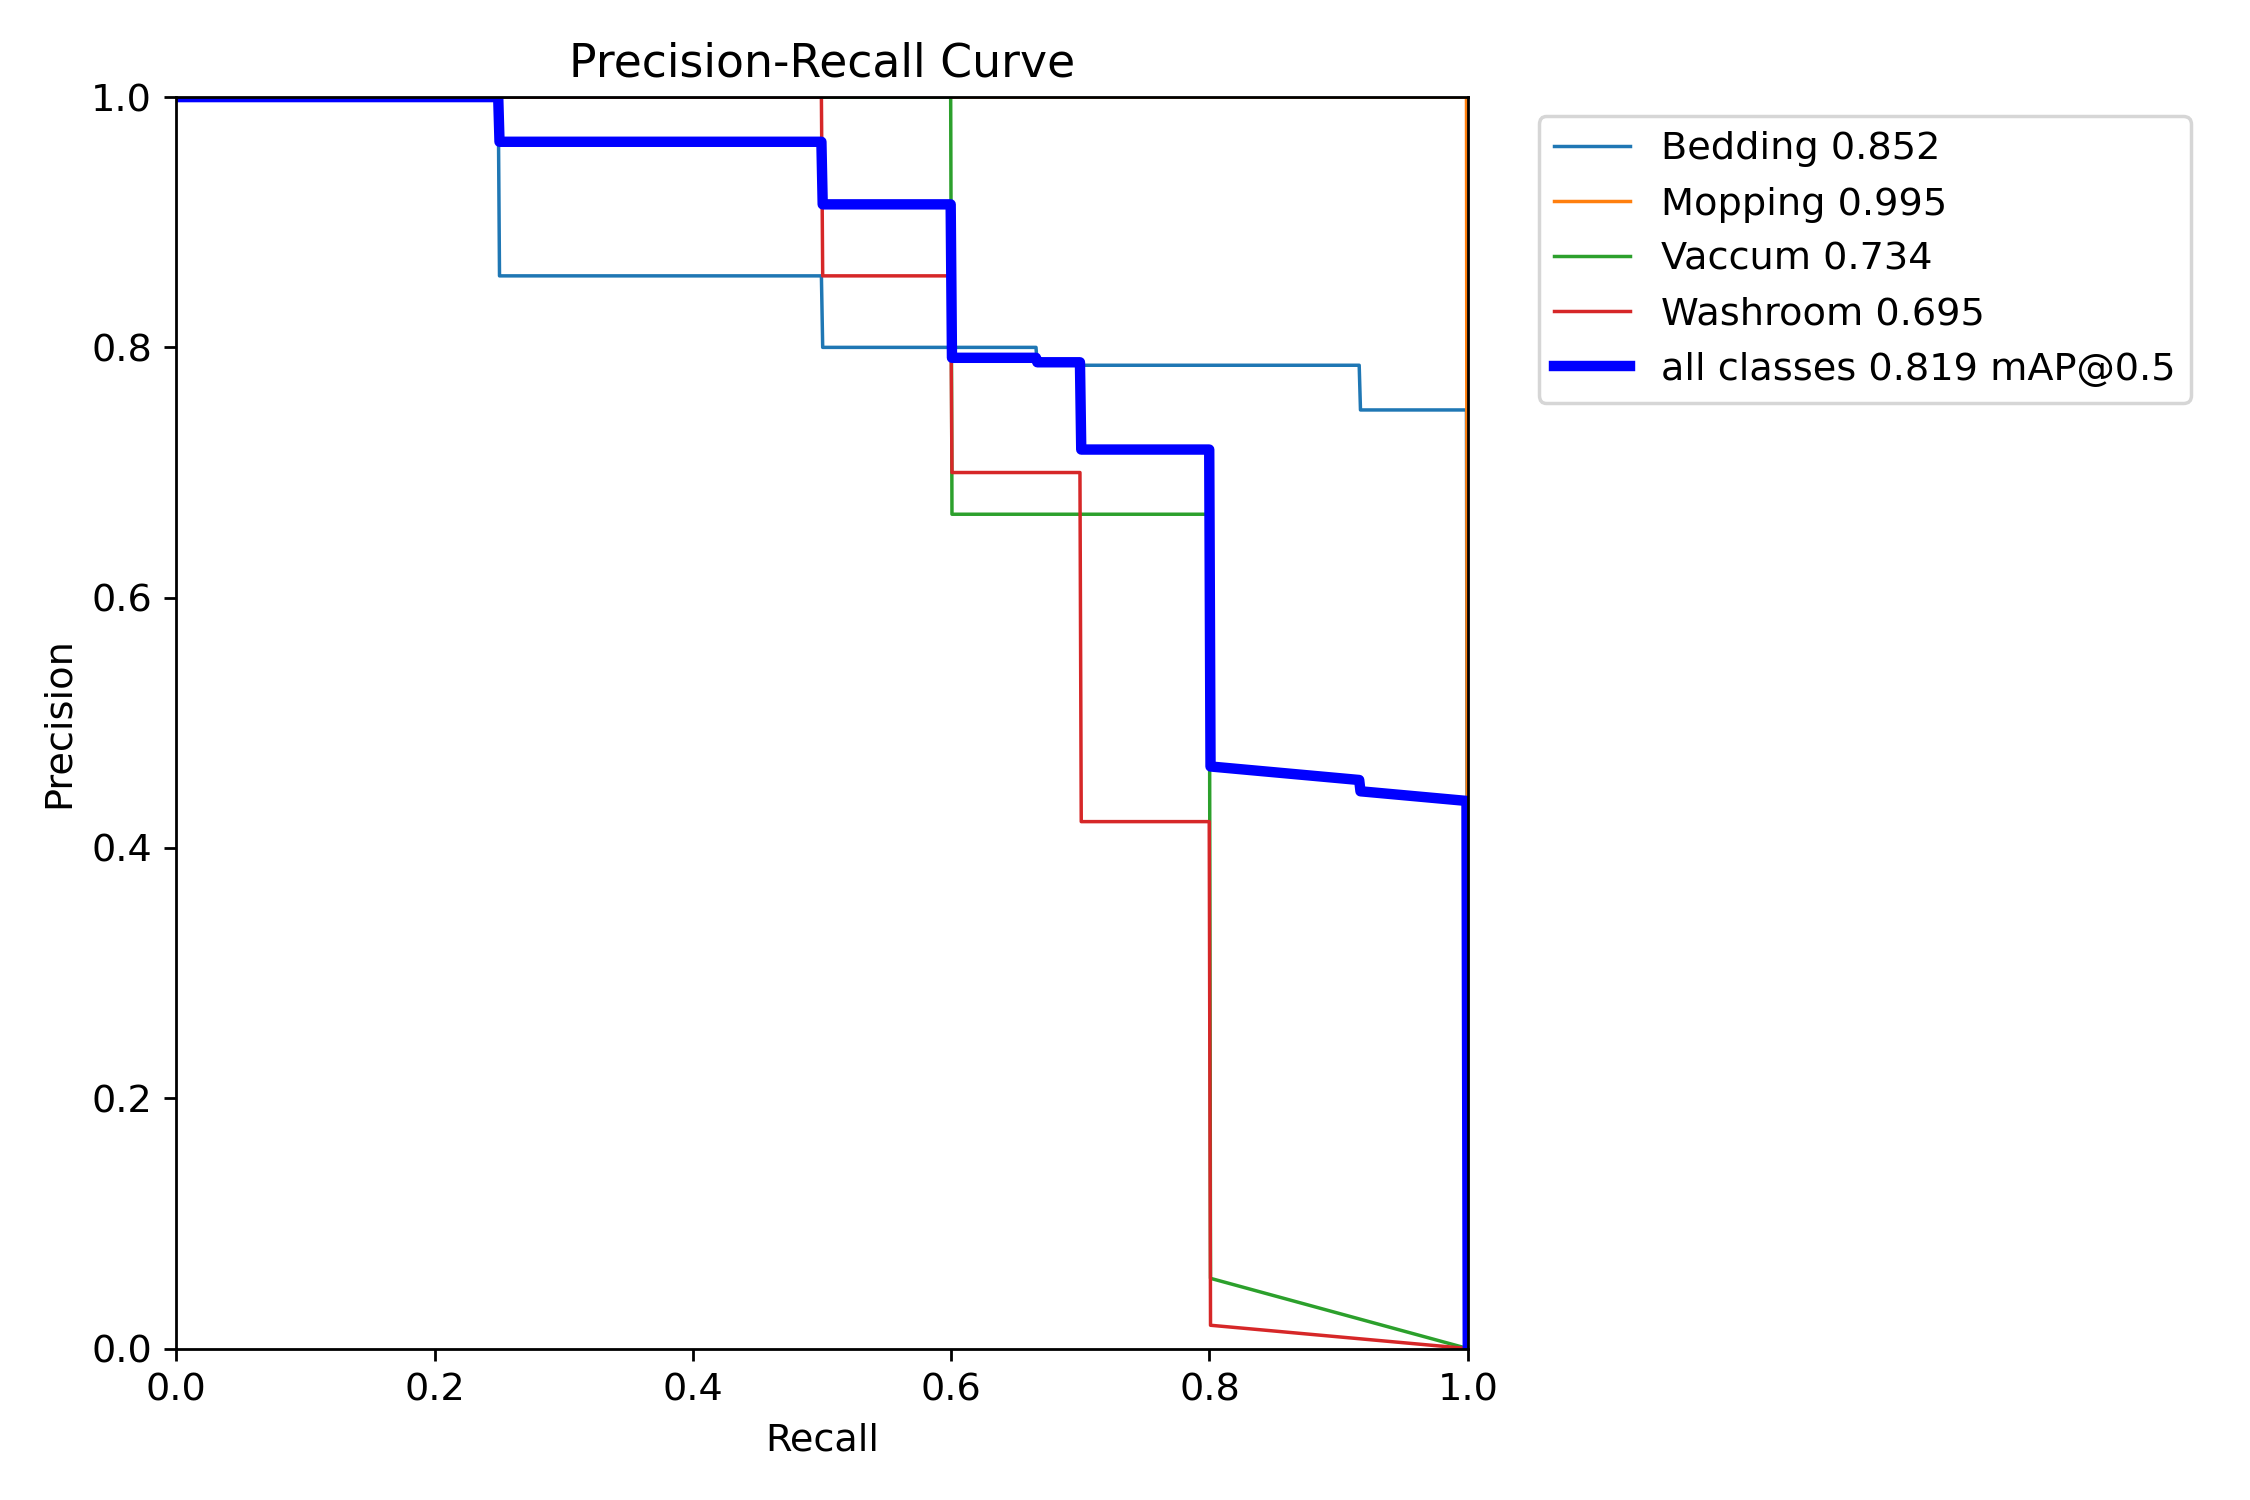 Precision-Recall Curve
1.0
0.8
0.6
0.4
0.2
0.0
Precision
0.0 0.2 0.4 0.6 0.8 1.0
Recall
Bedding 0.852
Mopping 0.995
Vaccum 0.734
Washroom 0.695
all classes 0.819 mAP@0.5